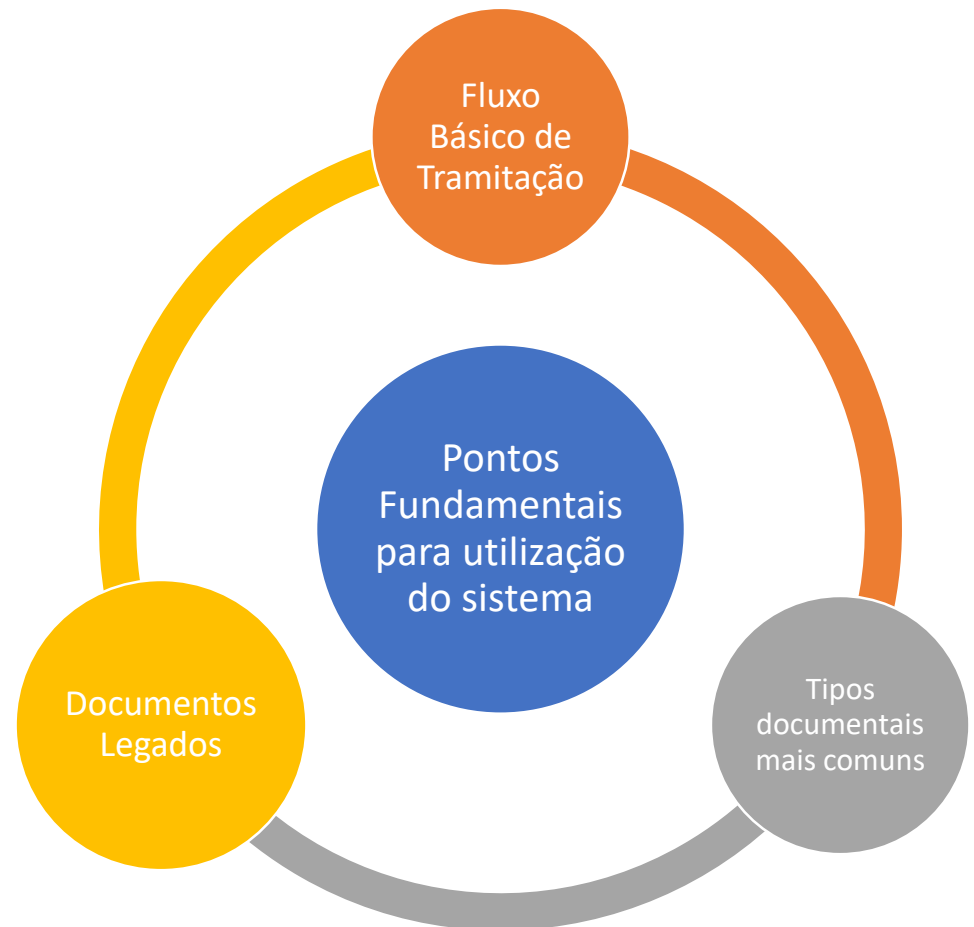 Fluxo
Básico de
Tramitação
Pontos
Fundamentais
para utilização
do sistema
Documentos
Legados
Tipos
documentais
mais comuns